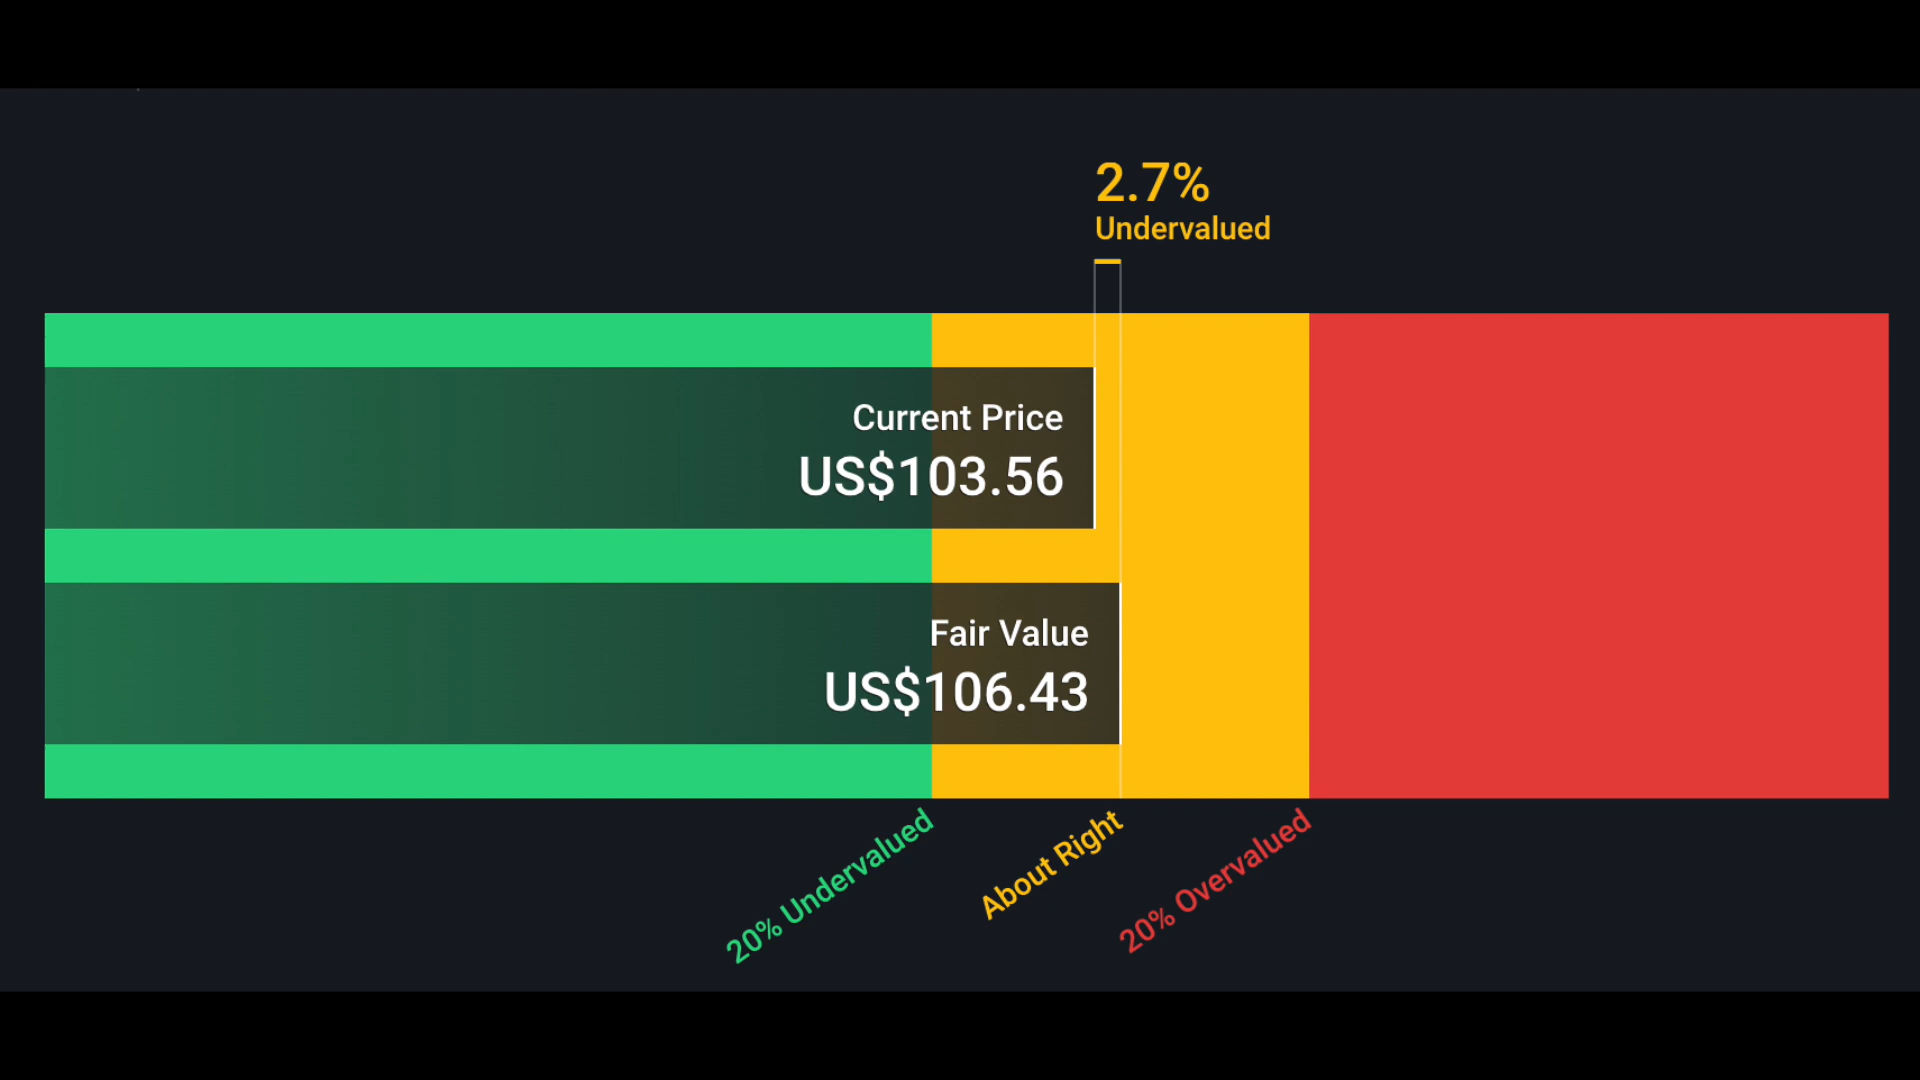 2.7%
Undervalued
Current Price
US$103.56
Fair Value
US$106.43
20% Undervalued
About Right
20% Overvalued